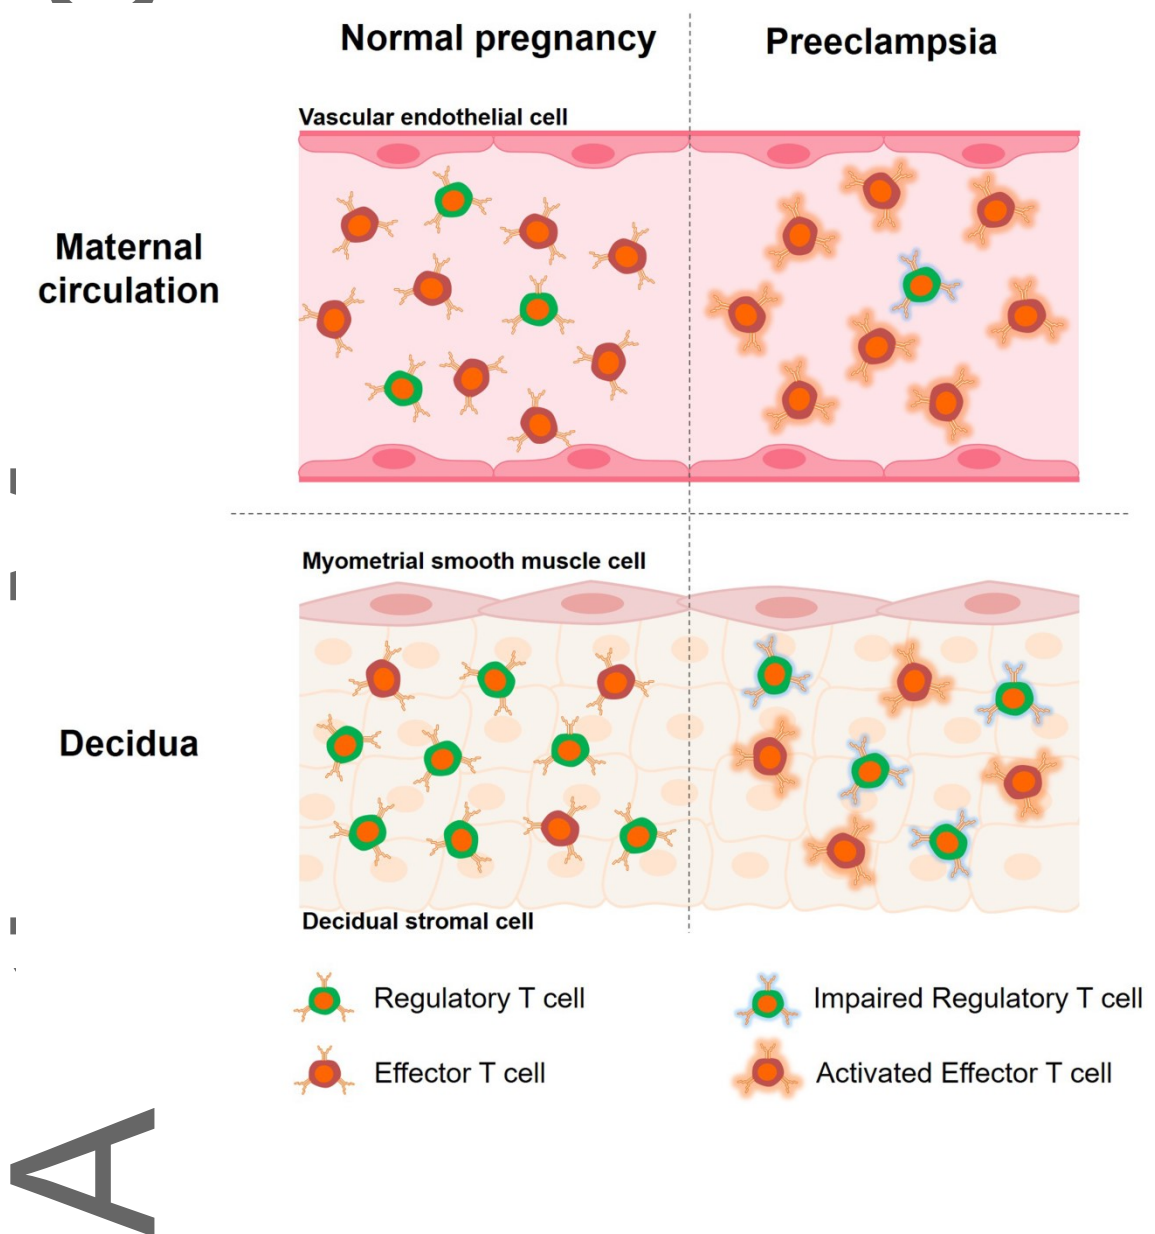 Normal pregnancy
Preeclampsia
Vascular endothelial cell
Maternal
circulation
Myometrial smooth muscle cell
Decidua
Decidual stromal cell
Regulatory T cell
Impaired Regulatory T cell
Effector T cell
Activated Effector T cell
A